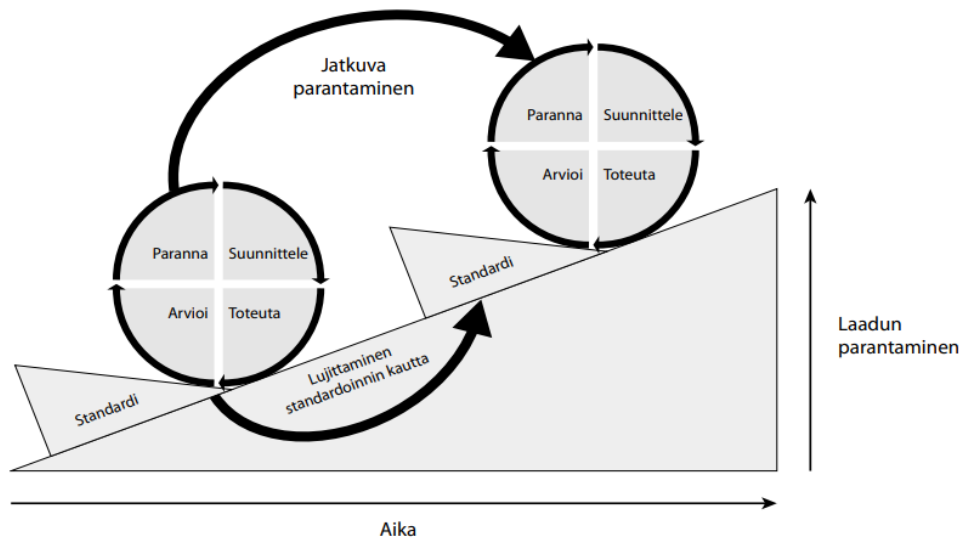 Jatkuva
parantaminen
Paranna
Suunnittele
Arvioi
Toteuta
Paranna
Suunnittele
Arvioi
Toteuta
Standardi
Standardi
Lujittaminen
standardoinnin kautta
Laadun
parantaminen
Aika